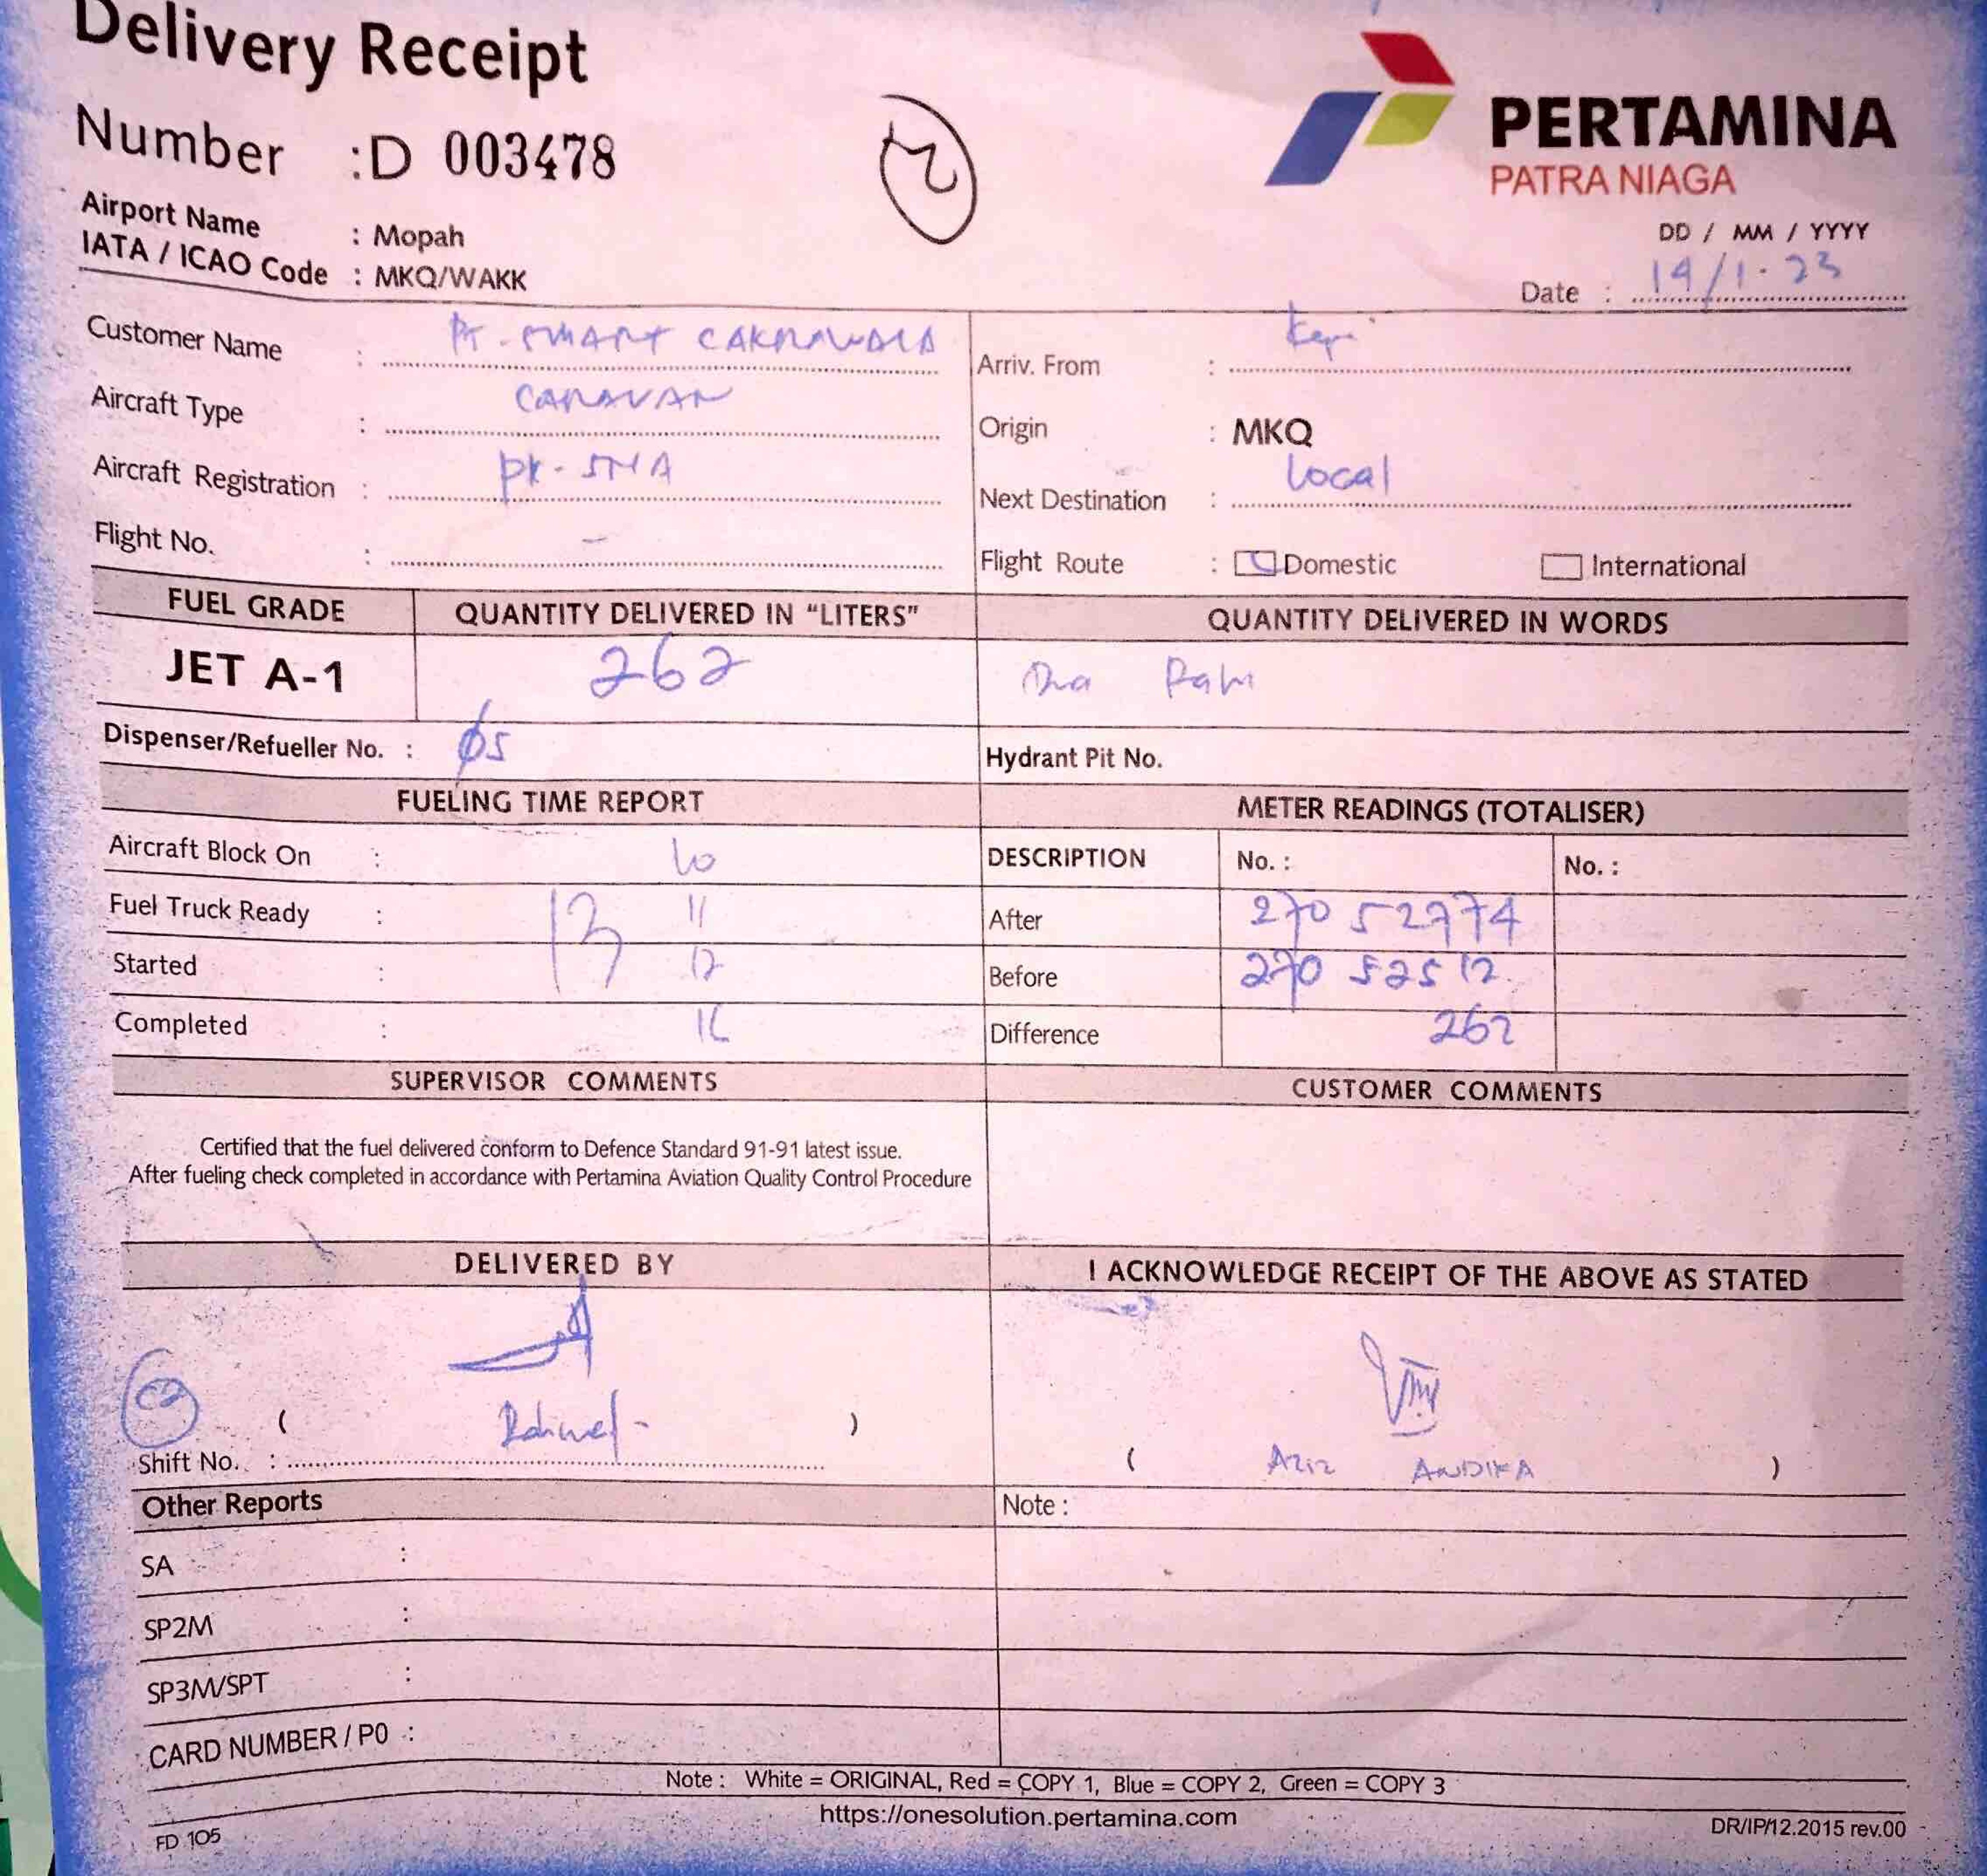 Delivery Receipt
Number : D 003478
2
PERTAMINA
PATRA NIAGA
Airport Name : Mopah
IATA / ICAO Code : MKQ/WAKK
DD / MM / YYYY
Date : 14/1-23
Customer Name : PT. SMART CAKRAWALA
Arriv. From : Kepi
Aircraft Type : CARAVAN
Origin : MKQ
Aircraft Registration : PK-SNA
Next Destination : Local
Flight No. : -
Flight Route : Domestic International
FUEL GRADE QUANTITY DELIVERED IN "LITERS" QUANTITY DELIVERED IN WORDS
JET A-1 262 Dua
Dispenser/Refueller No. : 05
Hydrant Pit No.
FUELING TIME REPORT METER READINGS (TOTALISER)
Aircraft Block On : 10
DESCRIPTION No. : No. :
Fuel Truck Ready : 13 11
After 270 52774
Started : 12
Before 270 52512
Completed : 16
Difference 262
SUPERVISOR COMMENTS CUSTOMER COMMENTS
Certified that the fuel delivered conform to Defence Standard 91-91 latest issue.
After fueling check completed in accordance with Pertamina Aviation Quality Control Procedure
DELIVERED BY I ACKNOWLEDGE RECEIPT OF THE ABOVE AS STATED
( )
Shift No. :
( Aziz ANDIKA )
Other Reports Note :
SA :
SP2M :
SP3M/SPT :
CARD NUMBER / P0 :
Note : White = ORIGINAL, Red = COPY 1, Blue = COPY 2, Green = COPY 3
https://onesolution.pertamina.com
FD 105 DR/IP/12.2015 rev.00